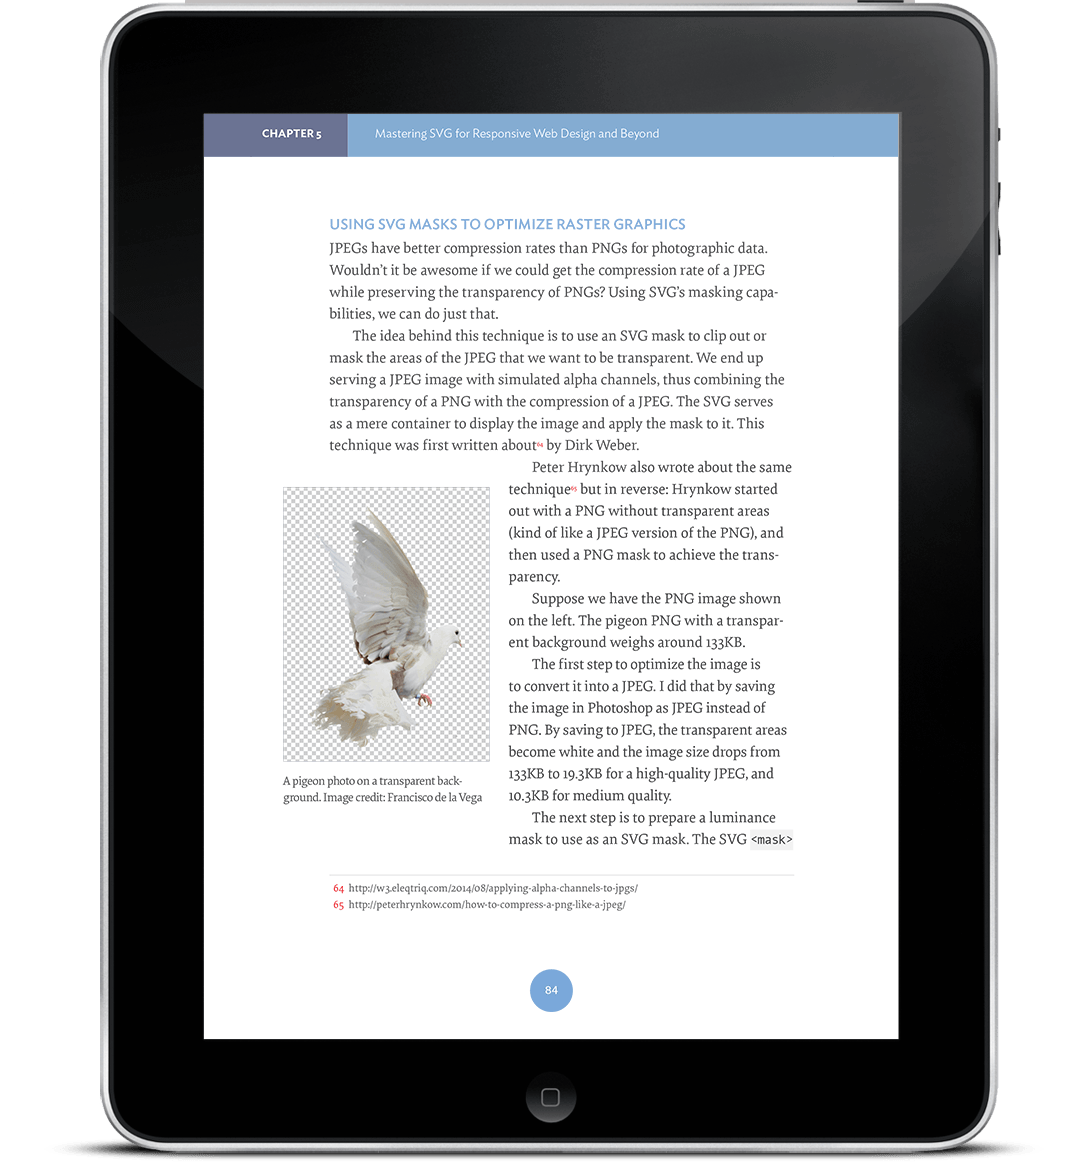 CHAPTER 5
Mastering SVG for Responsive Web Design and Beyond
USING SVG MASKS TO OPTIMIZE RASTER GRAPHICS
JPEGs have better compression rates than PNGs for photographic data.
Wouldn’t it be awesome if we could get the compression rate of a JPEG
while preserving the transparency of PNGs? Using SVG’s masking capa-
bilities, we can do just that.
The idea behind this technique is to use an SVG mask to clip out or
mask the areas of the JPEG that we want to be transparent. We end up
serving a JPEG image with simulated alpha channels, thus combining the
transparency of a PNG with the compression of a JPEG. The SVG serves
as a mere container to display the image and apply the mask to it. This
technique was first written about64 by Dirk Weber.
Peter Hrynkow also wrote about the same
technique65 but in reverse: Hrynkow started
out with a PNG without transparent areas
(kind of like a JPEG version of the PNG), and
then used a PNG mask to achieve the trans-
parency.
Suppose we have the PNG image shown
on the left. The pigeon PNG with a transpar-
ent background weighs around 133KB.
The first step to optimize the image is
to convert it into a JPEG. I did that by saving
the image in Photoshop as JPEG instead of
PNG. By saving to JPEG, the transparent areas
become white and the image size drops from
133KB to 19.3KB for a high-quality JPEG, and
10.3KB for medium quality.
The next step is to prepare a luminance
mask to use as an SVG mask. The SVG <mask>
A pigeon photo on a transparent back-
ground. Image credit: Francisco de la Vega
64 http://w3.eleqtriq.com/2014/08/applying-alpha-channels-to-jpgs/
65 http://peterhrynkow.com/how-to-compress-a-png-like-a-jpeg/
84